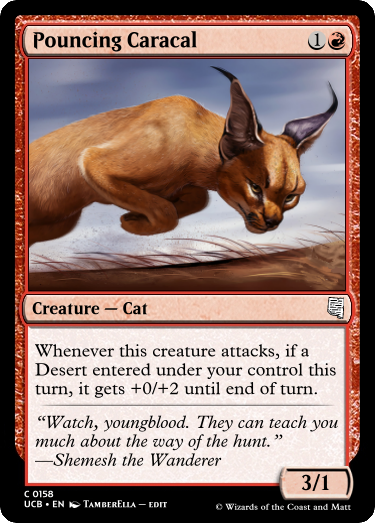 Pouncing Caracal 1
Creature — Cat
Whenever this creature attacks, if a
Desert entered under your control this
turn, it gets +0/+2 until end of turn.
“Watch, youngblood. They can teach you
much about the way of the hunt.”
—Shemesh the Wanderer
3/1
C 0158
UCB • EN TamberElla — edit
© Wizards of the Coast and Matt